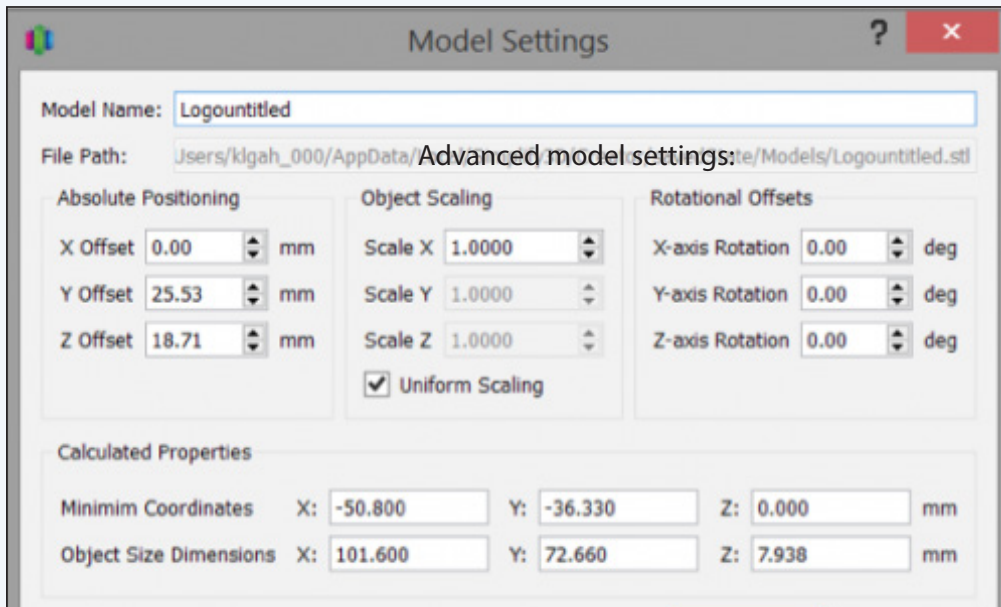 Model Settings ? ×
Model Name: Logountitled
File Path: Users/klgah_000/AppData/ /Models/Logountitled.stl
Advanced model settings:
Absolute Positioning Object Scaling Rotational Offsets
X Offset 0.00 mm Scale X 1.0000 X-axis Rotation 0.00 deg
Y Offset 25.53 mm Scale Y 1.0000 Y-axis Rotation 0.00 deg
Z Offset 18.71 mm Scale Z 1.0000 Z-axis Rotation 0.00 deg
Uniform Scaling
Calculated Properties
Minimim Coordinates X: -50.800 Y: -36.330 Z: 0.000 mm
Object Size Dimensions X: 101.600 Y: 72.660 Z: 7.938 mm